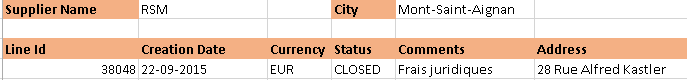 Supplier Name RSM City Mont-Saint-Aignan
Line Id Creation Date Currency Status Comments Address
38048 22-09-2015 EUR CLOSED Frais juridiques 28 Rue Alfred Kastler